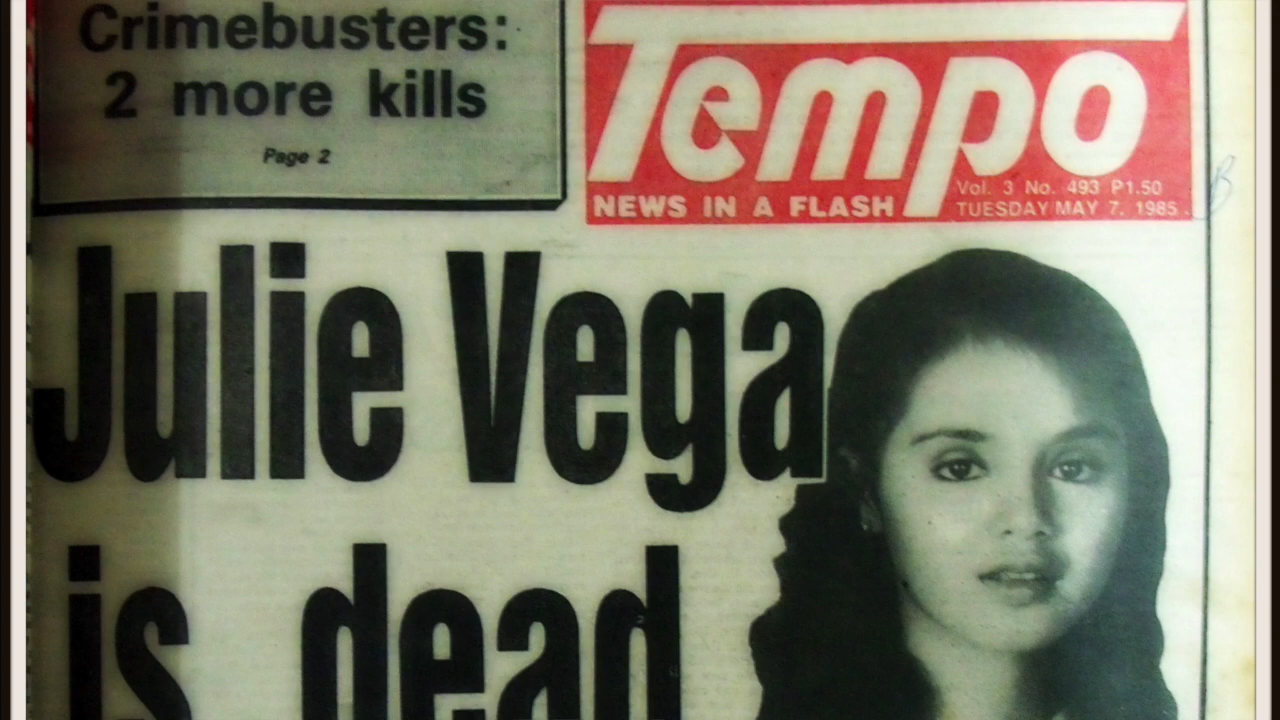 Crimebusters:
2 more kills
Page 2
Tempo
Vol. 3 No. 493 P1.50
NEWS IN A FLASH
TUESDAY MAY 7, 1985
Julie Vega
is dead